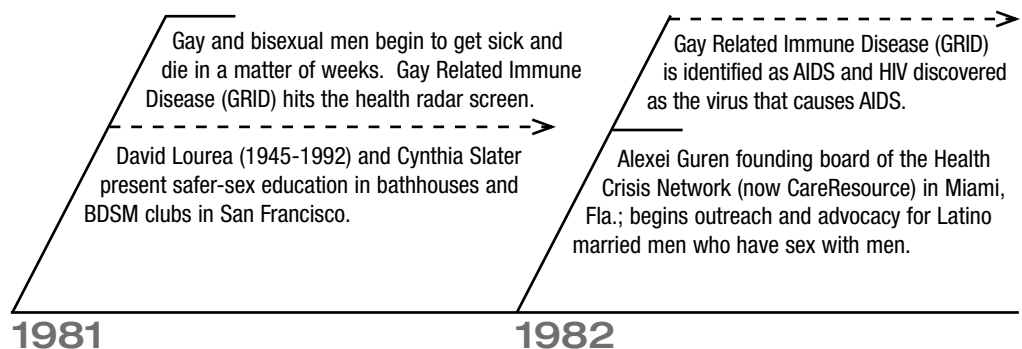 Gay and bisexual men begin to get sick and
die in a matter of weeks.  Gay Related Immune
Disease (GRID) hits the health radar screen.
David Lourea (1945-1992) and Cynthia Slater
present safer-sex education in bathhouses and
BDSM clubs in San Francisco.
1981
Gay Related Immune Disease (GRID)
is identified as AIDS and HIV discovered
as the virus that causes AIDS.
Alexei Guren founding board of the Health
Crisis Network (now CareResource) in Miami,
Fla.; begins outreach and advocacy for Latino
married men who have sex with men.
1982